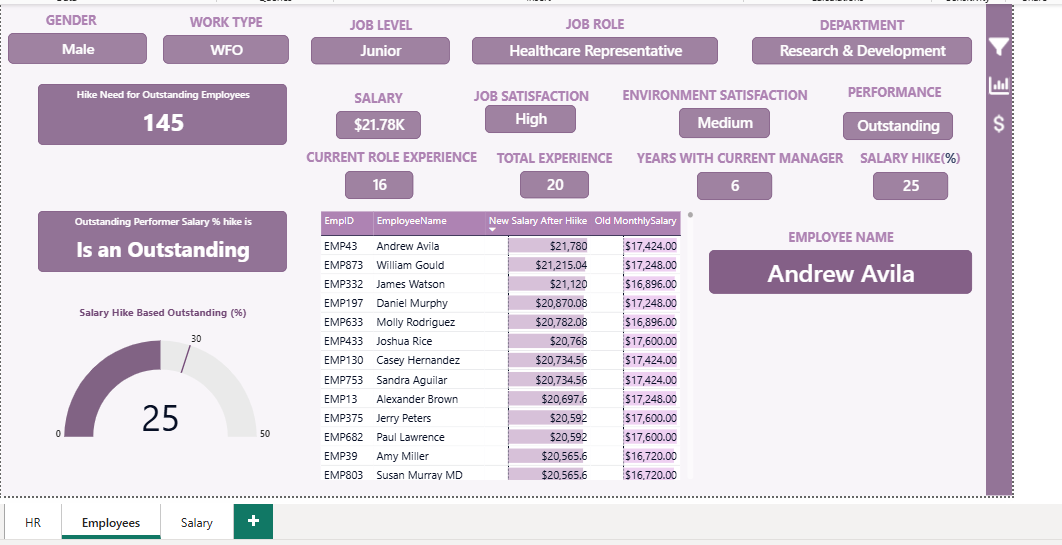 GENDER
WORK TYPE
JOB LEVEL
JOB ROLE
DEPARTMENT
Male
WFO
Junior
Healthcare Representative
Research & Development
Hike Need for Outstanding Employees
145
SALARY
JOB SATISFACTION
ENVIRONMENT SATISFACTION
PERFORMANCE
$21.78K
High
Medium
Outstanding
CURRENT ROLE EXPERIENCE
TOTAL EXPERIENCE
YEARS WITH CURRENT MANAGER
SALARY HIKE(%)
16
20
6
25
Outstanding Performer Salary % hike is
Is an Outstanding
EmpID EmployeeName New Salary After Hiike Old MonthlySalary
EMP43 Andrew Avila $21,780 $17,424.00
EMP873 William Gould $21,215.04 $17,248.00
EMP332 James Watson $21,120 $16,896.00
EMP197 Daniel Murphy $20,870.08 $17,248.00
EMP633 Molly Rodriguez $20,782.08 $16,896.00
EMP433 Joshua Rice $20,768 $17,600.00
EMP130 Casey Hernandez $20,734.56 $17,424.00
EMP753 Sandra Aguilar $20,734.56 $17,424.00
EMP13 Alexander Brown $20,697.6 $17,248.00
EMP375 Jerry Peters $20,592 $17,600.00
EMP682 Paul Lawrence $20,592 $17,600.00
EMP39 Amy Miller $20,565.6 $16,720.00
EMP803 Susan Murray MD $20,565.6 $16,720.00
EMPLOYEE NAME
Andrew Avila
Salary Hike Based Outstanding (%)
30
25
0
50
$
HR
Employees
Salary
+